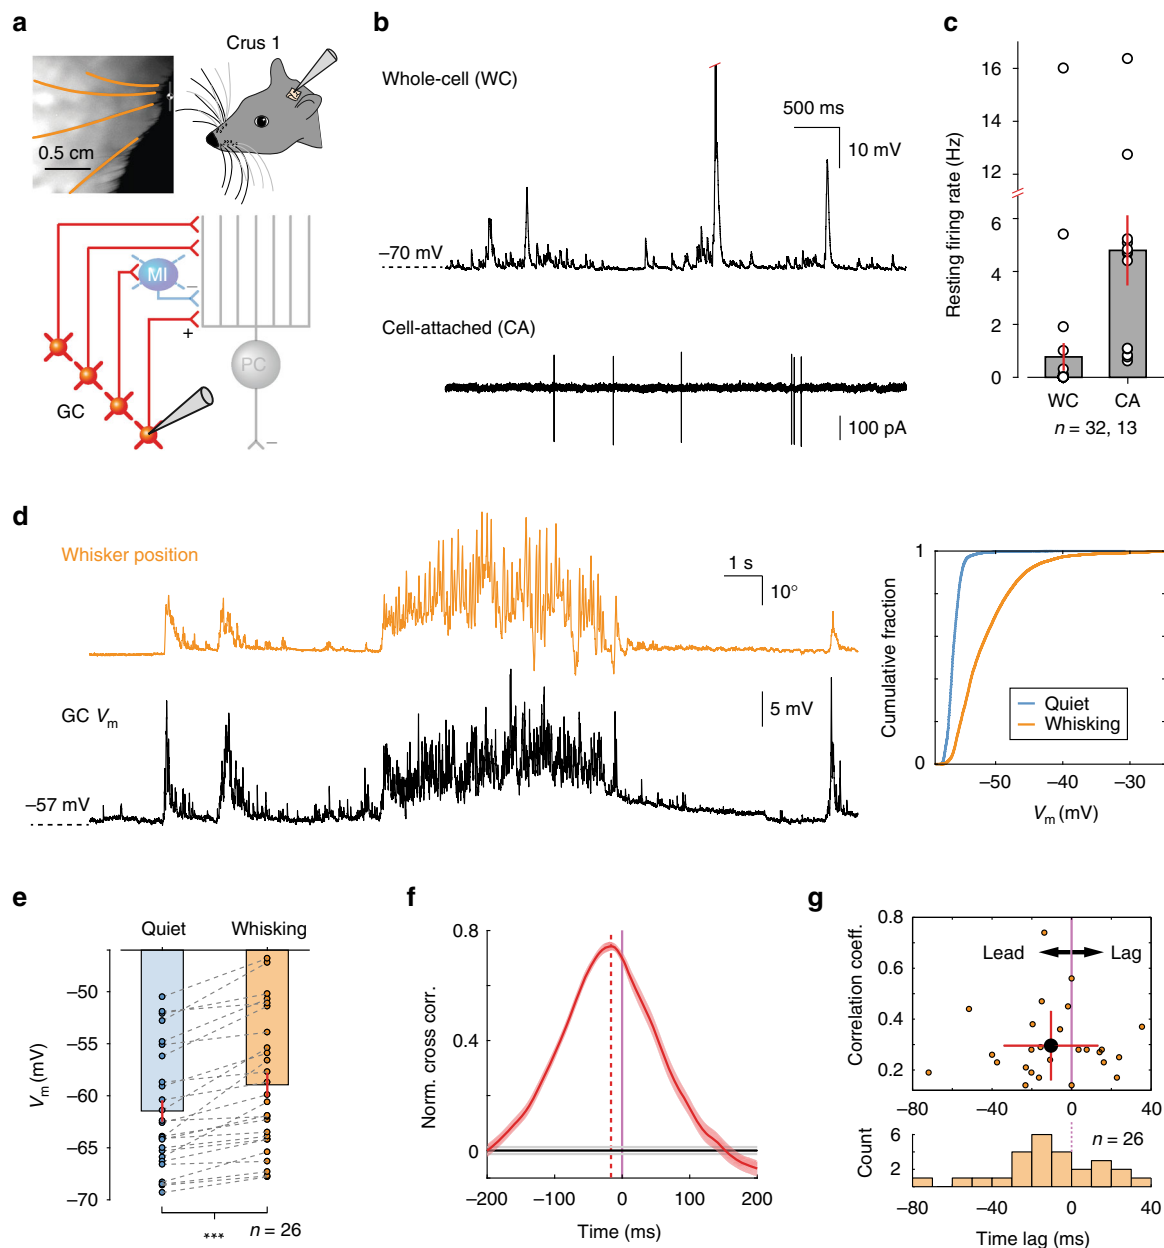 a
Crus 1
0.5 cm
MI
–
+
PC
GC
–
b
Whole-cell (WC)
500 ms
10 mV
–70 mV
Cell-attached (CA)
100 pA
c
Resting firing rate (Hz)
16
14
12
6
4
2
0
WC
CA
n = 32, 13
d
Whisker position
1 s
10°
GC Vm
5 mV
–57 mV
Cumulative fraction
1
0
Quiet
Whisking
–50
–40
–30
Vm (mV)
e
Quiet
Whisking
Vm (mV)
–50
–55
–60
–65
–70
***
n = 26
f
Norm. cross corr.
0.8
0.4
0
–200
–100
0
100
200
Time (ms)
g
Correlation coeff.
0.8
0.6
0.4
0.2
Lead
Lag
–80
–40
0
40
Count
6
2
n = 26
–80
–40
0
40
Time lag (ms)